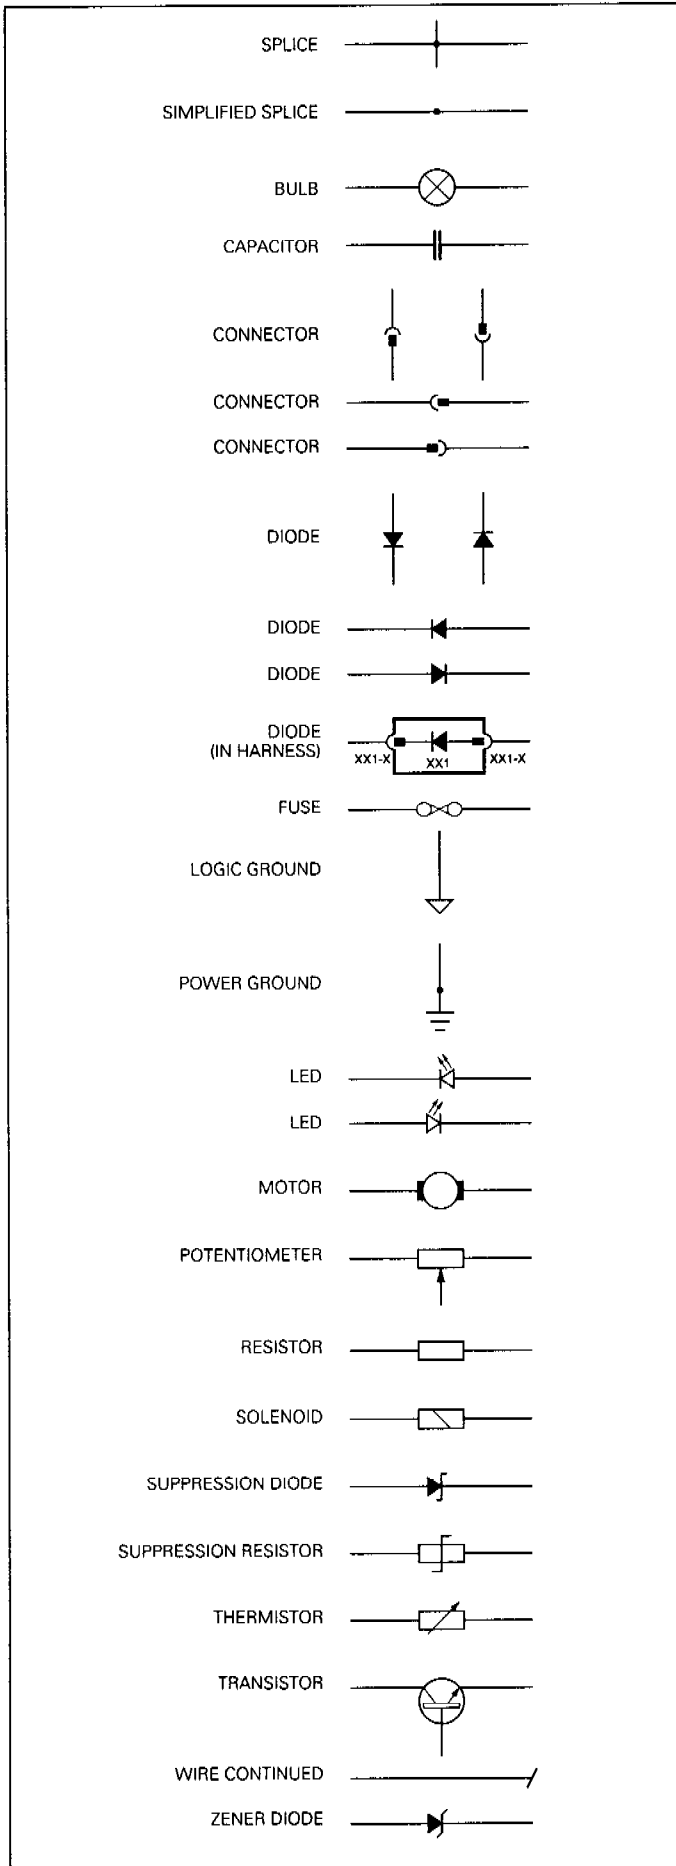 SPLICE
SIMPLIFIED SPLICE
BULB
CAPACITOR
CONNECTOR
CONNECTOR
CONNECTOR
DIODE
DIODE
DIODE
DIODE
(IN HARNESS)
XX1-X XX1 XX1-X
FUSE
LOGIC GROUND
POWER GROUND
LED
LED
MOTOR
POTENTIOMETER
RESISTOR
SOLENOID
SUPPRESSION DIODE
SUPPRESSION RESISTOR
THERMISTOR
TRANSISTOR
WIRE CONTINUED
ZENER DIODE